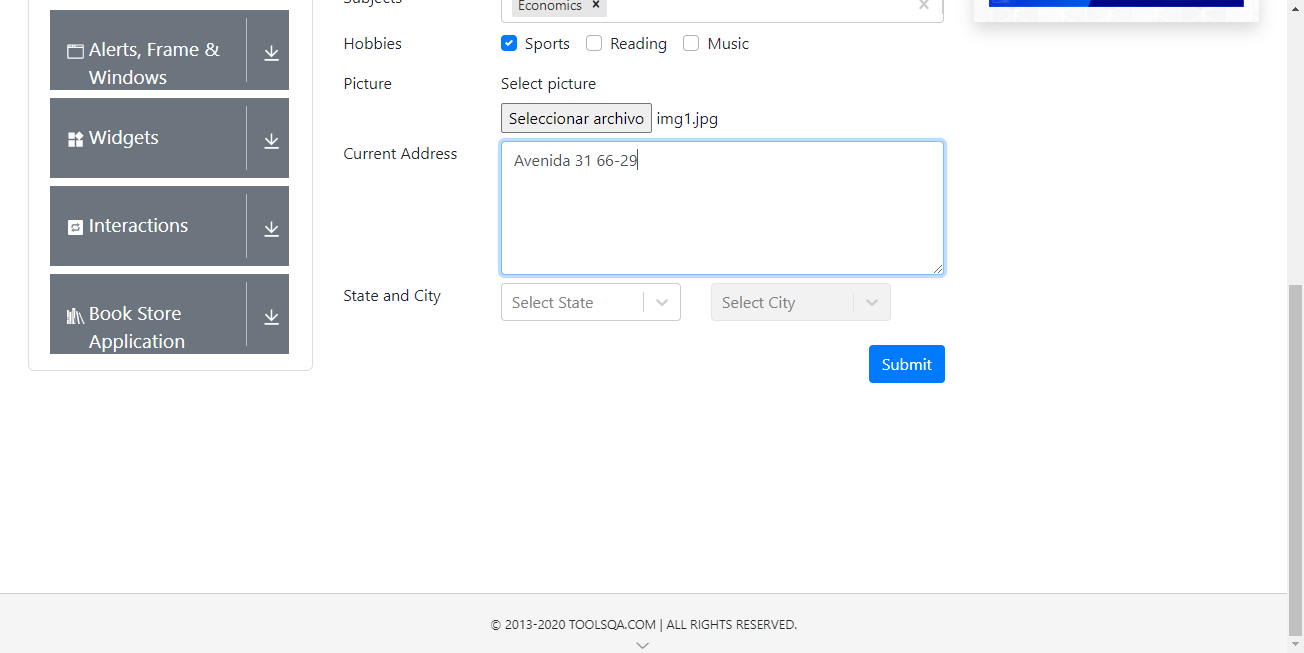 Subjects
Economics ×
Alerts, Frame &
Windows
Hobbies
Sports
Reading
Music
Widgets
Picture
Select picture
Seleccionar archivo img1.jpg
Current Address
Avenida 31 66-29
Interactions
State and City
Select State
Select City
Book Store
Application
Submit
© 2013-2020 TOOLSQA.COM | ALL RIGHTS RESERVED.